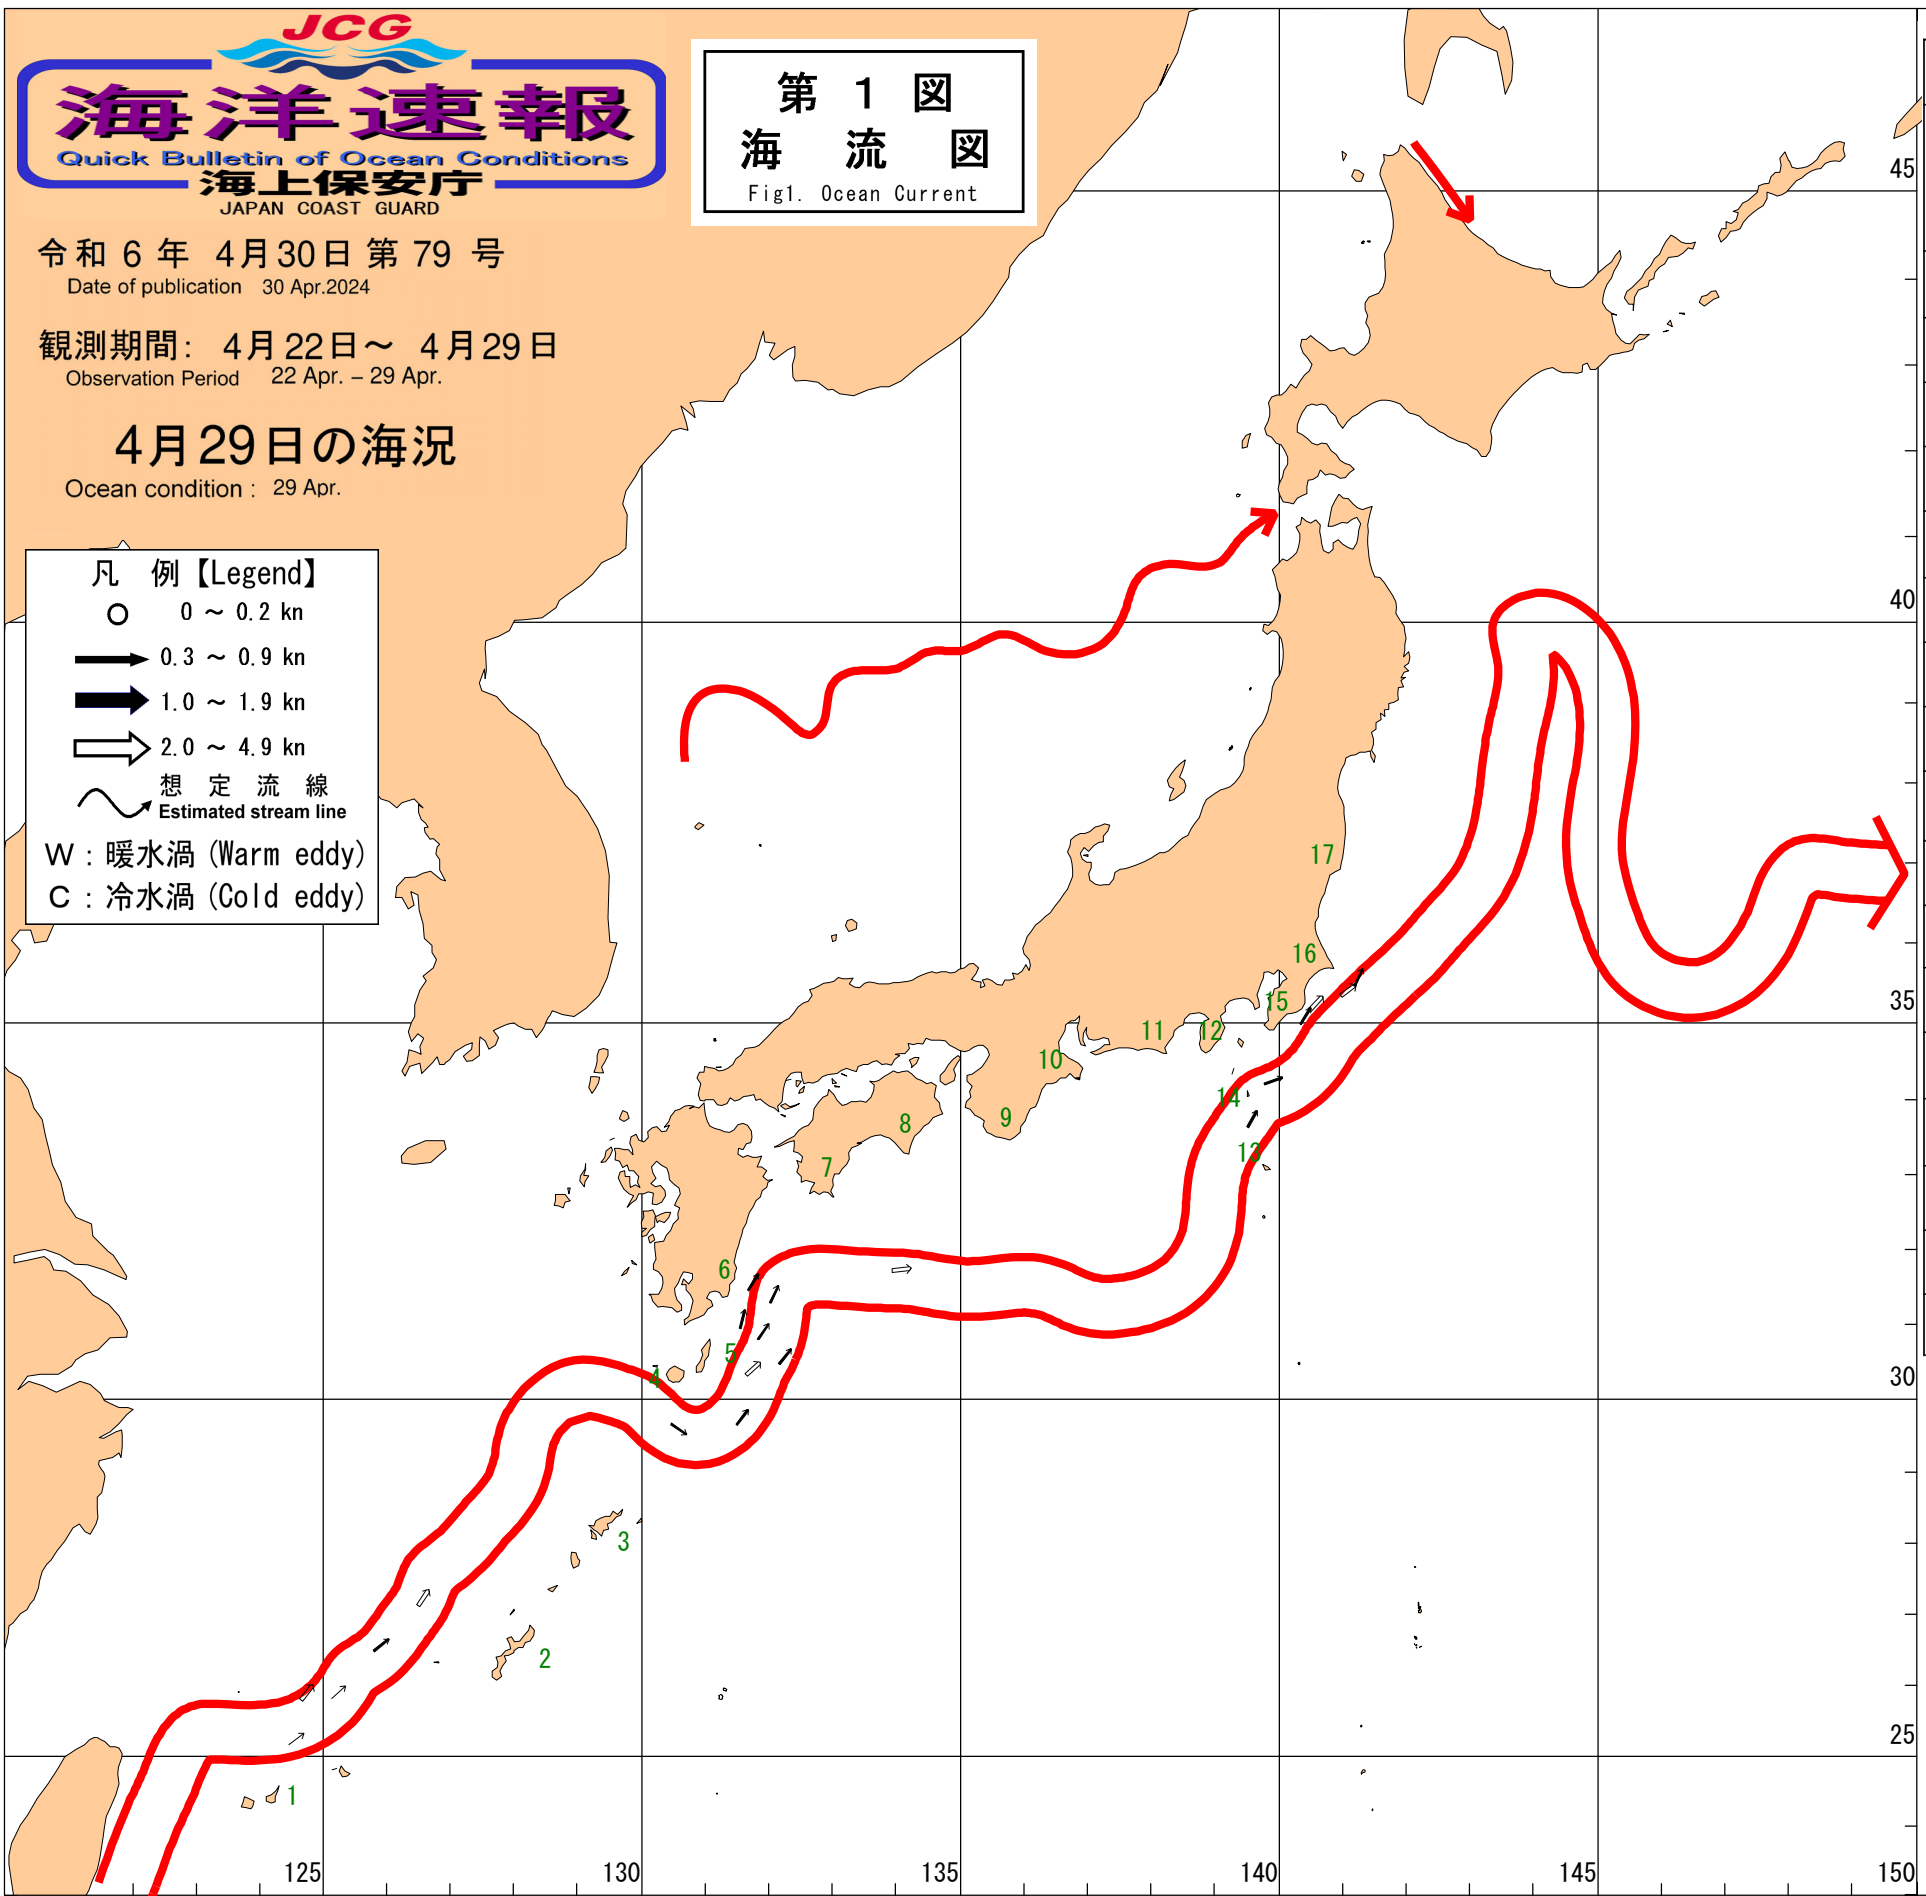 JCG
海洋速報
Quick Bulletin of Ocean Conditions
海上保安庁
JAPAN COAST GUARD
令和 6 年 4月30日 第 79 号
Date of publication 30 Apr.2024
観測期間: 4月22日～ 4月29日
Observation Period 22 Apr. – 29 Apr.
4月29日の海況
Ocean condition : 29 Apr.
第 1 図
海 流 図
Fig1. Ocean Current
凡 例【Legend】
0 ～ 0.2 kn
0.3 ～ 0.9 kn
1.0 ～ 1.9 kn
2.0 ～ 4.9 kn
想 定 流 線
Estimated stream line
W : 暖水渦 (Warm eddy)
C : 冷水渦 (Cold eddy)
45
40
17
16
35
15
12
11
10
14
9
8
13
7
6
5
4
30
3
2
25
1
125
130
135
140
145
150